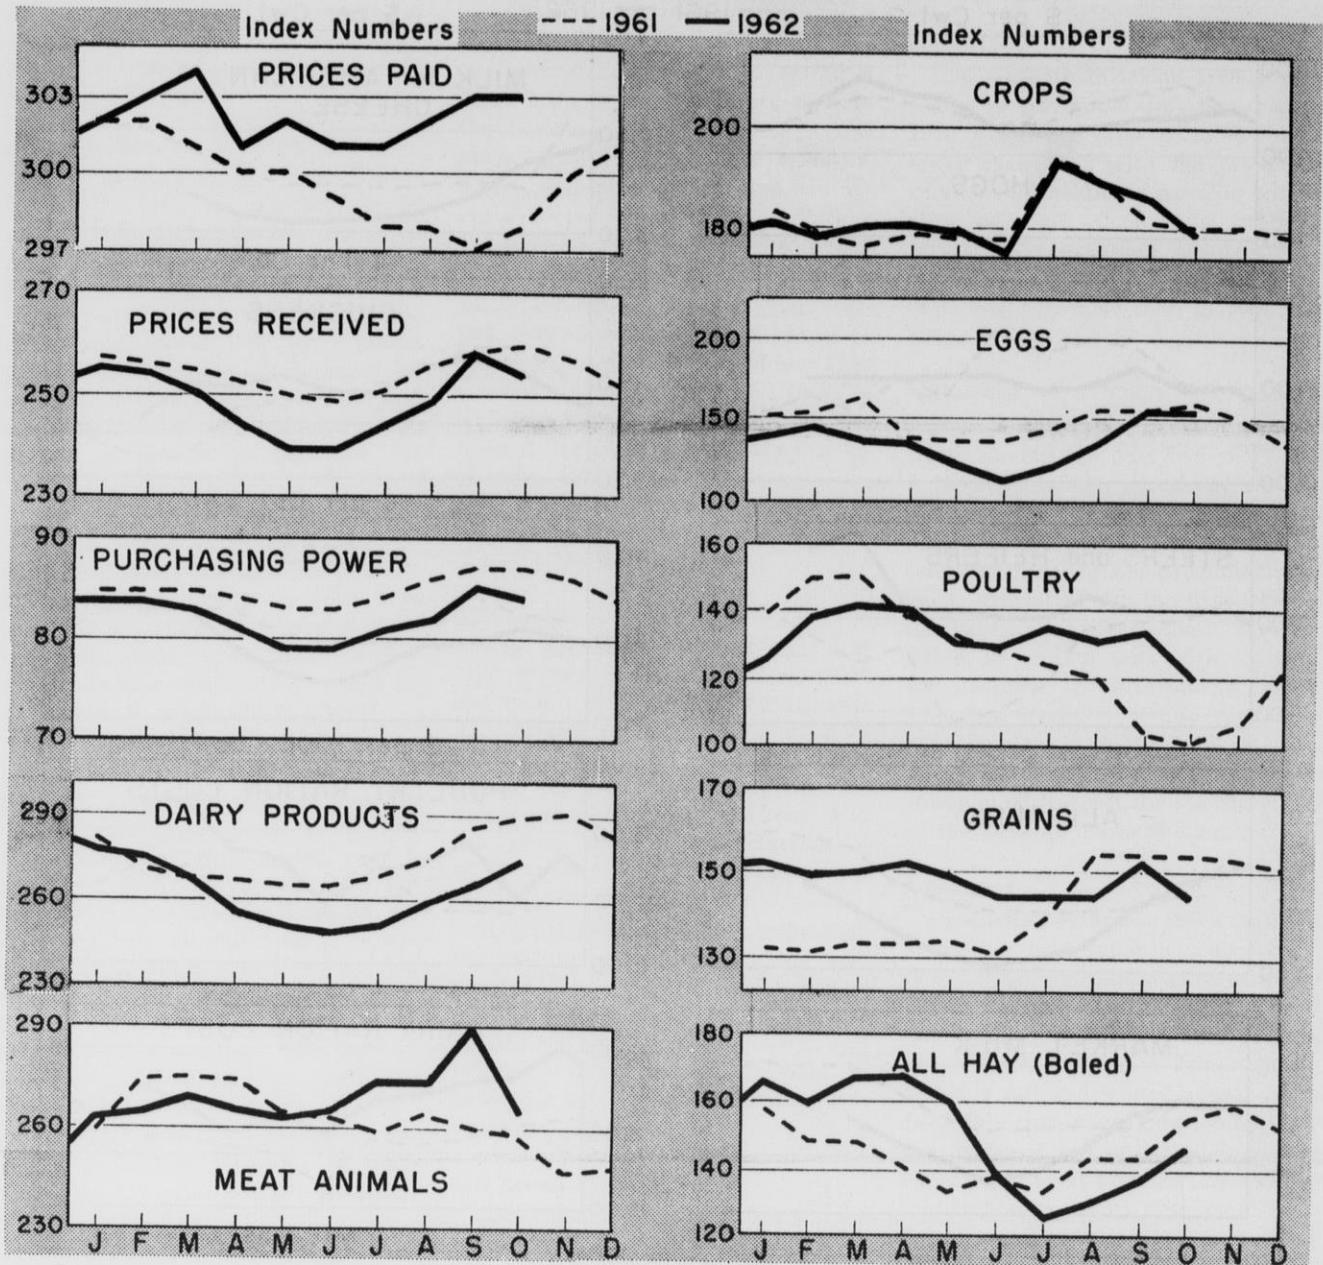 Index Numbers
--- 1961 — 1962
Index Numbers
PRICES PAID
303
300
297
CROPS
200
180
PRICES RECEIVED
270
250
230
EGGS
200
150
100
PURCHASING POWER
90
80
70
POULTRY
160
140
120
100
DAIRY PRODUCTS
290
260
230
GRAINS
170
150
130
MEAT ANIMALS
290
260
230
J F M A M J J A S O N D
ALL HAY (Baled)
180
160
140
120
J F M A M J J A S O N D